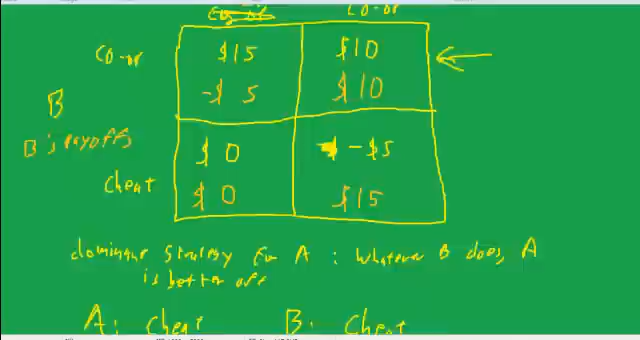 co-op
co-op $15 $10
-$5 $10
B
B's payoffs
$0 -$5
cheat $0 $15
dominant strategy for A: Whatever B does, A
is better off
A: cheat B: cheat